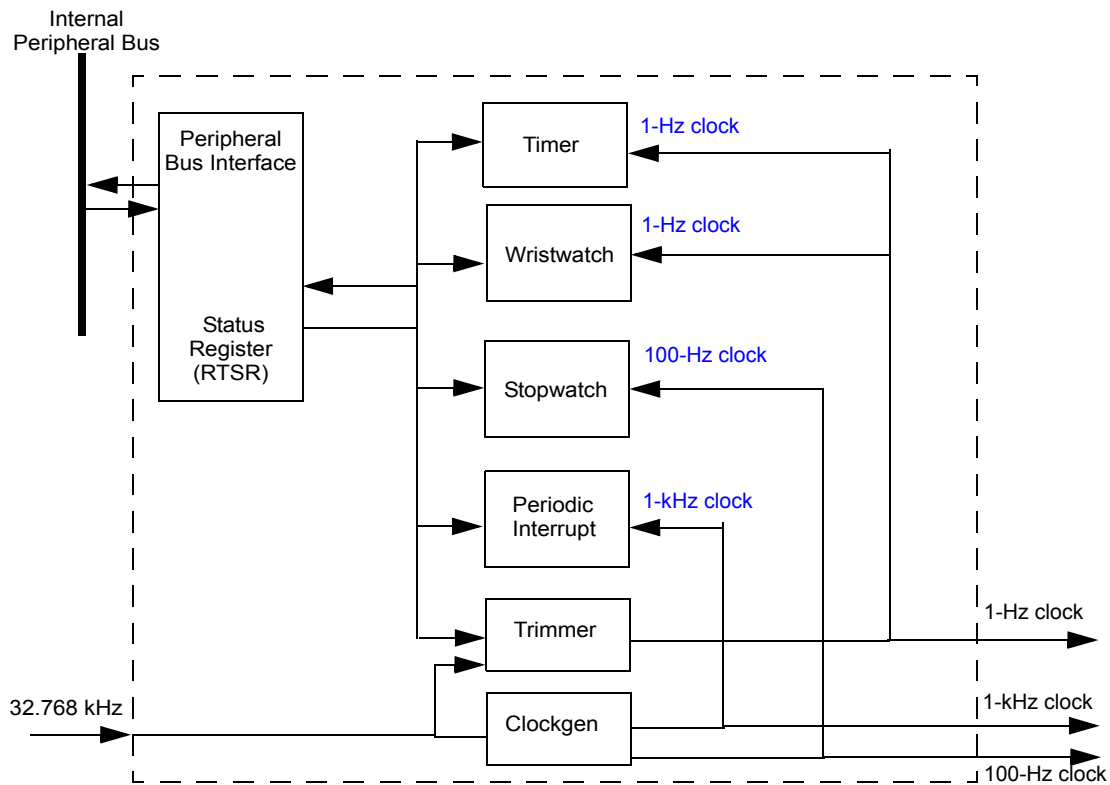 Internal
Peripheral Bus
Peripheral
Bus Interface
Status
Register
(RTSR)
Timer
1-Hz clock
Wristwatch
1-Hz clock
Stopwatch
100-Hz clock
Periodic
Interrupt
1-kHz clock
Trimmer
1-Hz clock
32.768 kHz
Clockgen
1-kHz clock
100-Hz clock